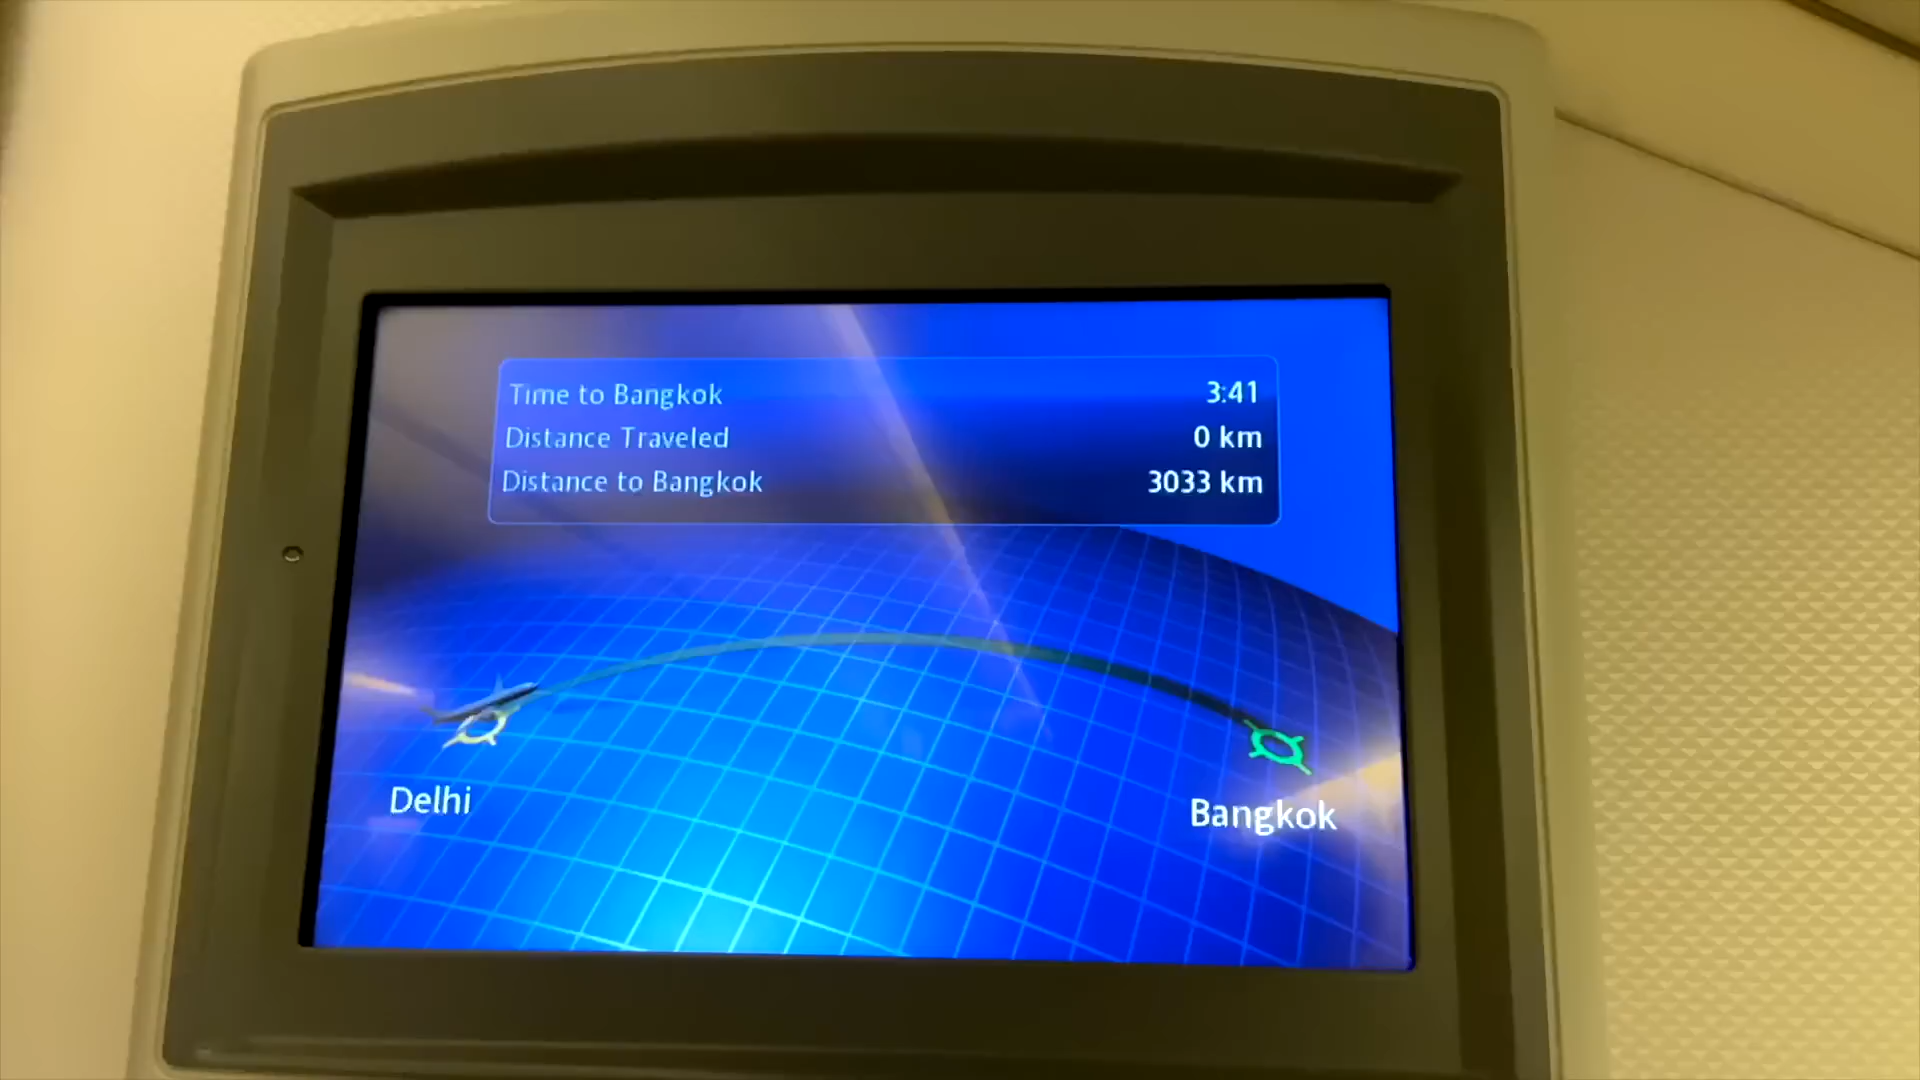 Time to Bangkok 3:41
Distance Traveled 0 km
Distance to Bangkok 3033 km
Delhi
Bangkok